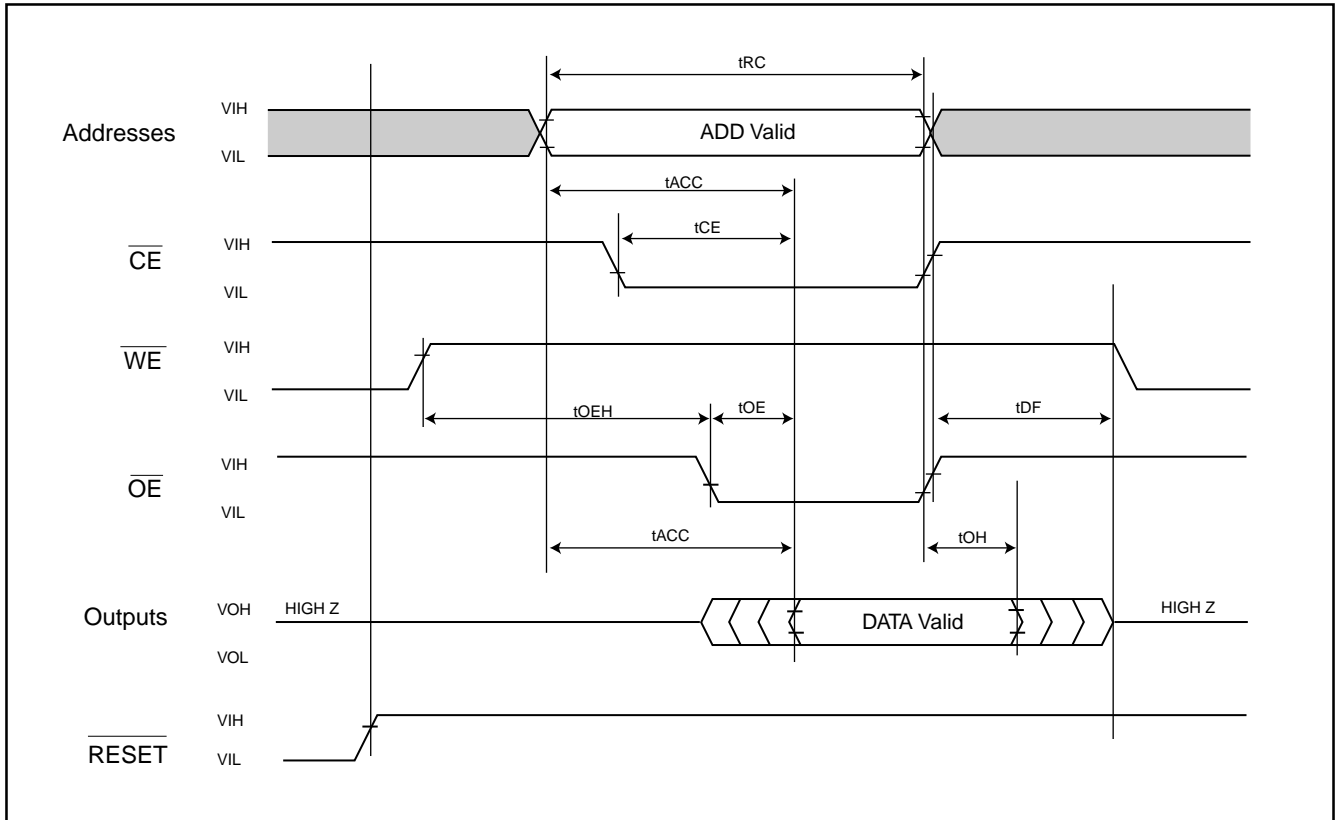 tRC
VIH
Addresses
ADD Valid
VIL
tACC
tCE
VIH
CE
VIL
VIH
WE
VIL
tOEH
tOE
tDF
VIH
OE
VIL
tACC
tOH
Outputs
VOH
HIGH Z
DATA Valid
HIGH Z
VOL
VIH
RESET
VIL